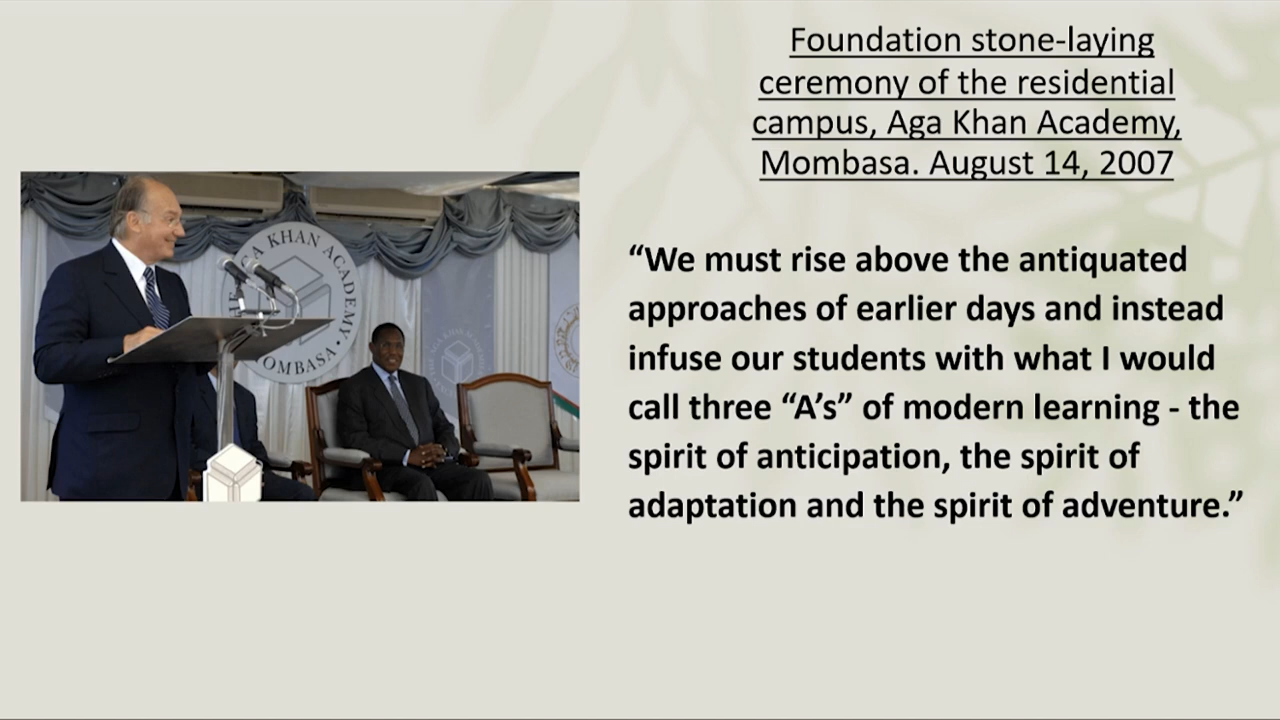 Foundation stone-laying
ceremony of the residential
campus, Aga Khan Academy,
Mombasa. August 14, 2007
“We must rise above the antiquated
approaches of earlier days and instead
infuse our students with what I would
call three “A’s” of modern learning - the
spirit of anticipation, the spirit of
adaptation and the spirit of adventure.”
AGA KHAN ACADEMY •
OMBASA •